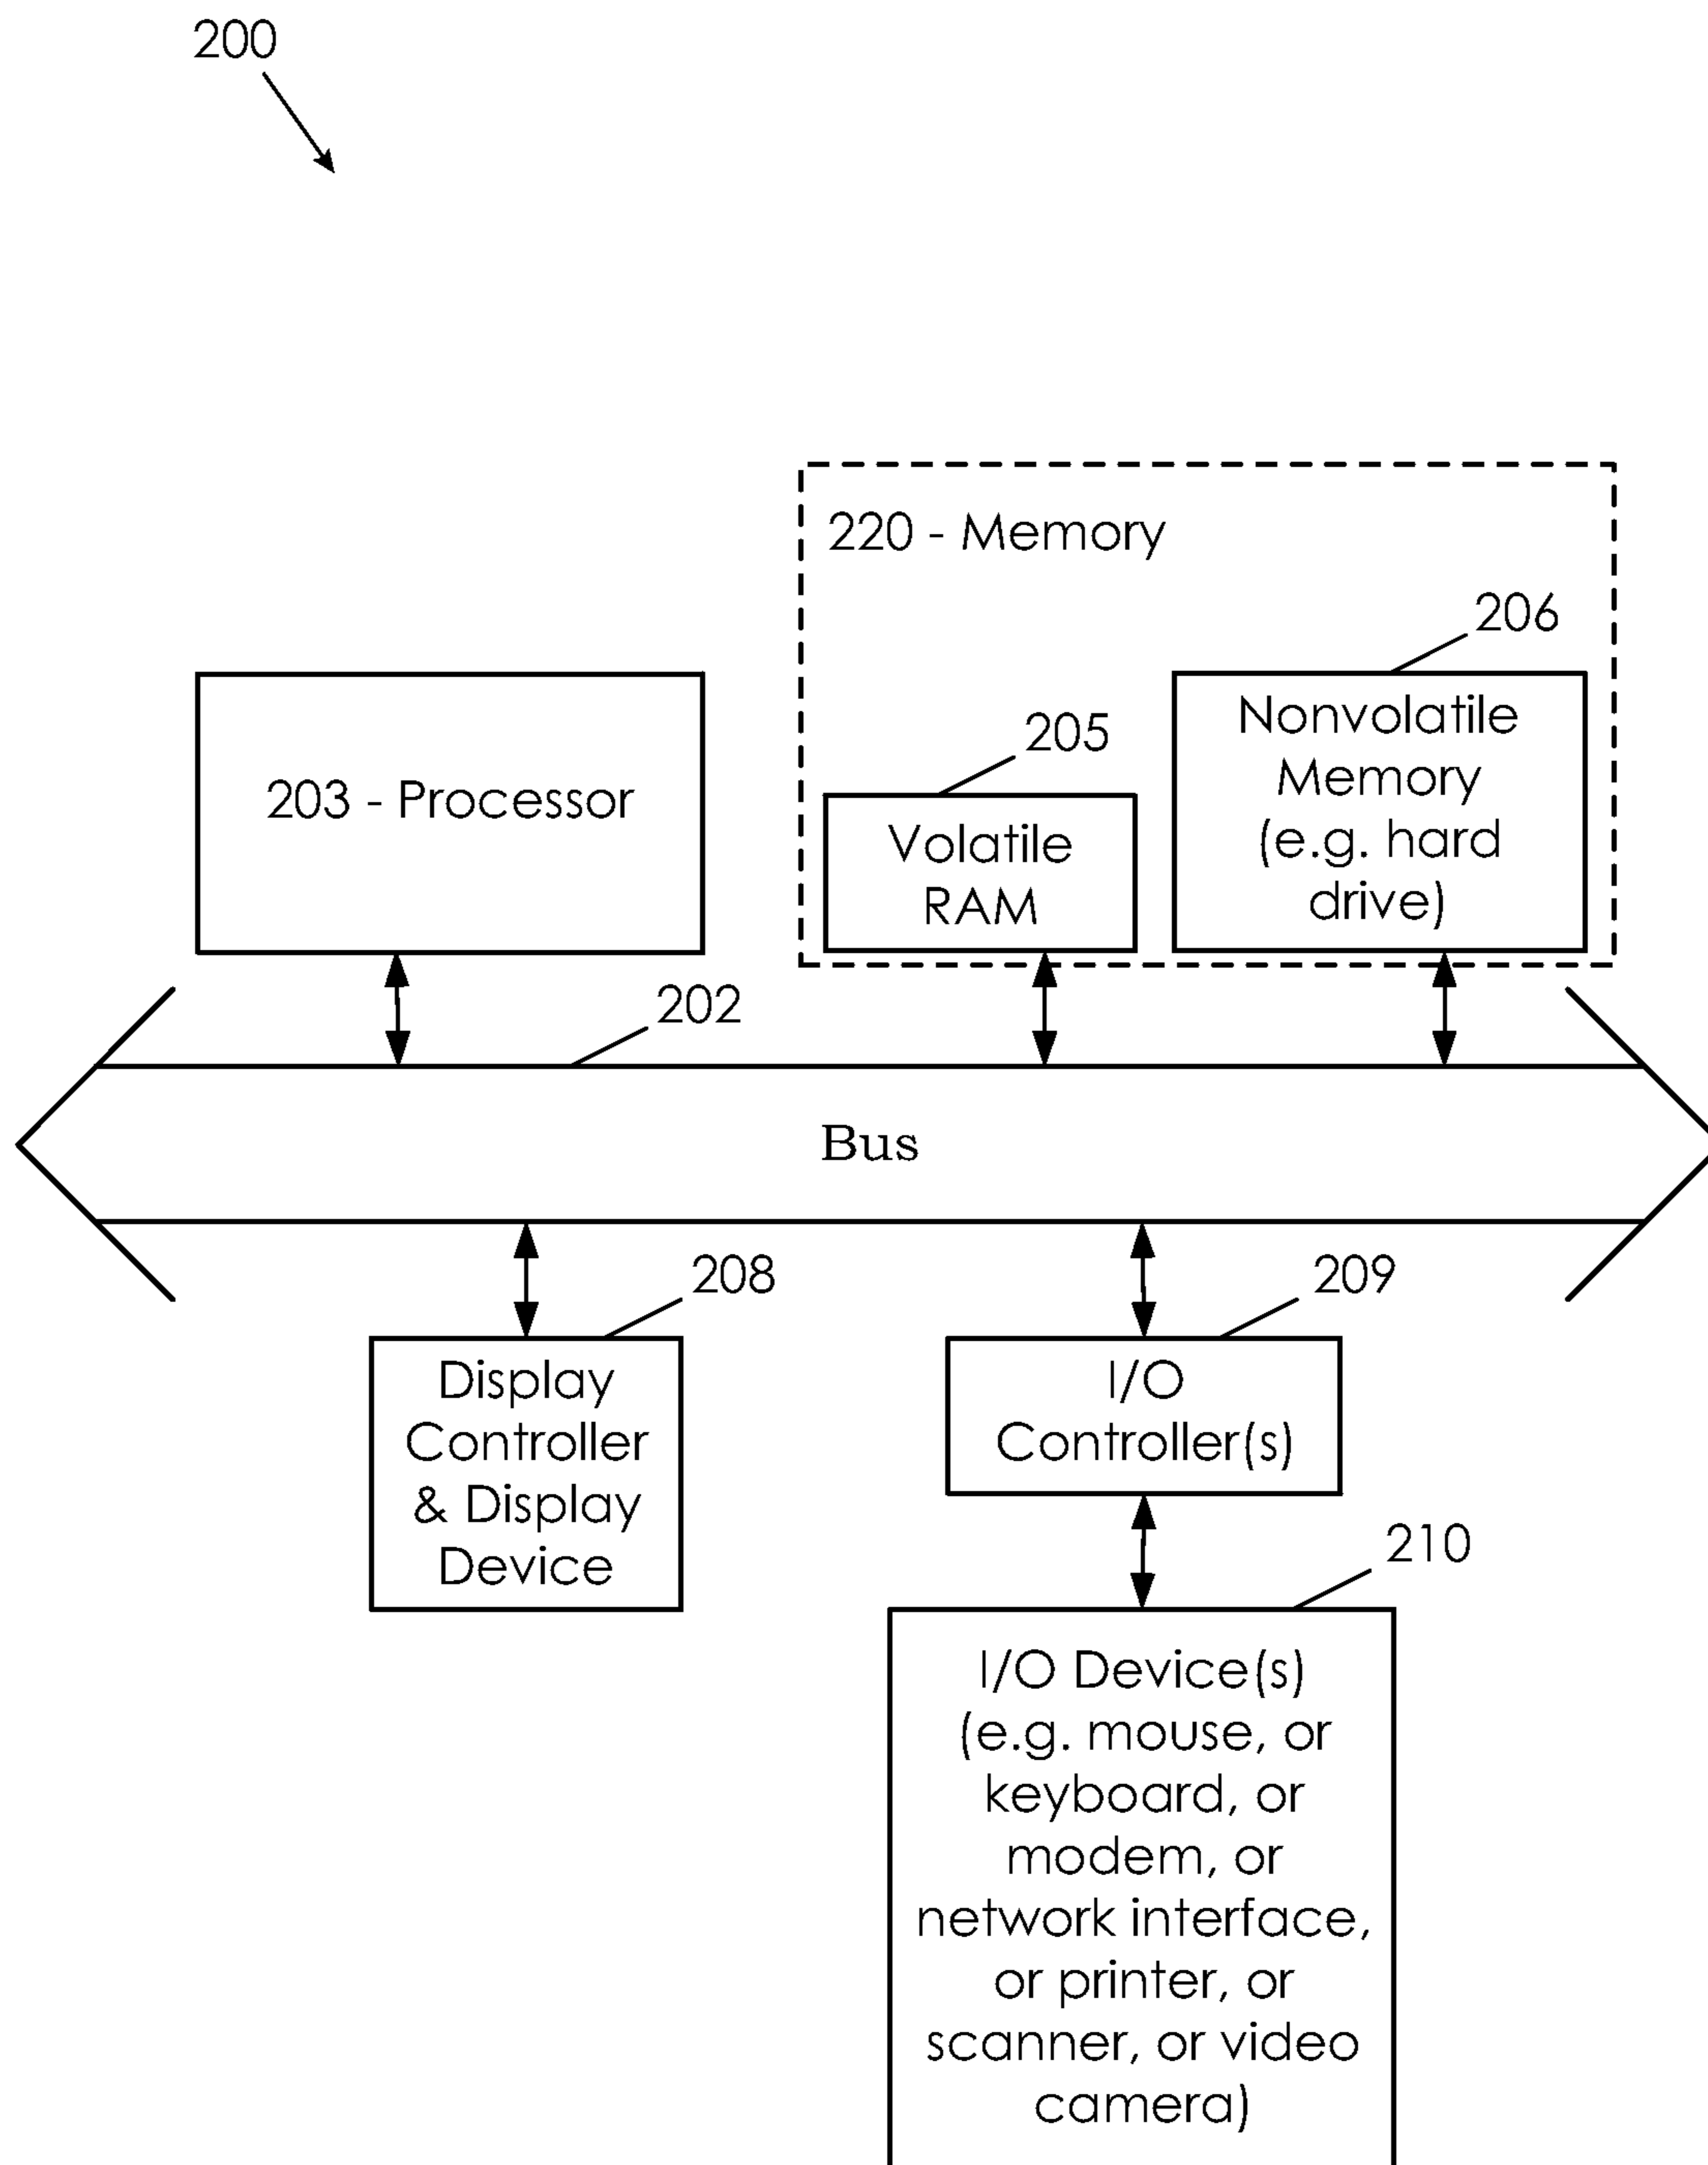 200
220 - Memory
206
Nonvolatile
Memory
(e.g. hard
drive)
205
Volatile
RAM
203 - Processor
202
Bus
208
Display
Controller
& Display
Device
209
I/O
Controller(s)
210
I/O Device(s)
(e.g. mouse, or
keyboard, or
modem, or
network interface,
or printer, or
scanner, or video
camera)